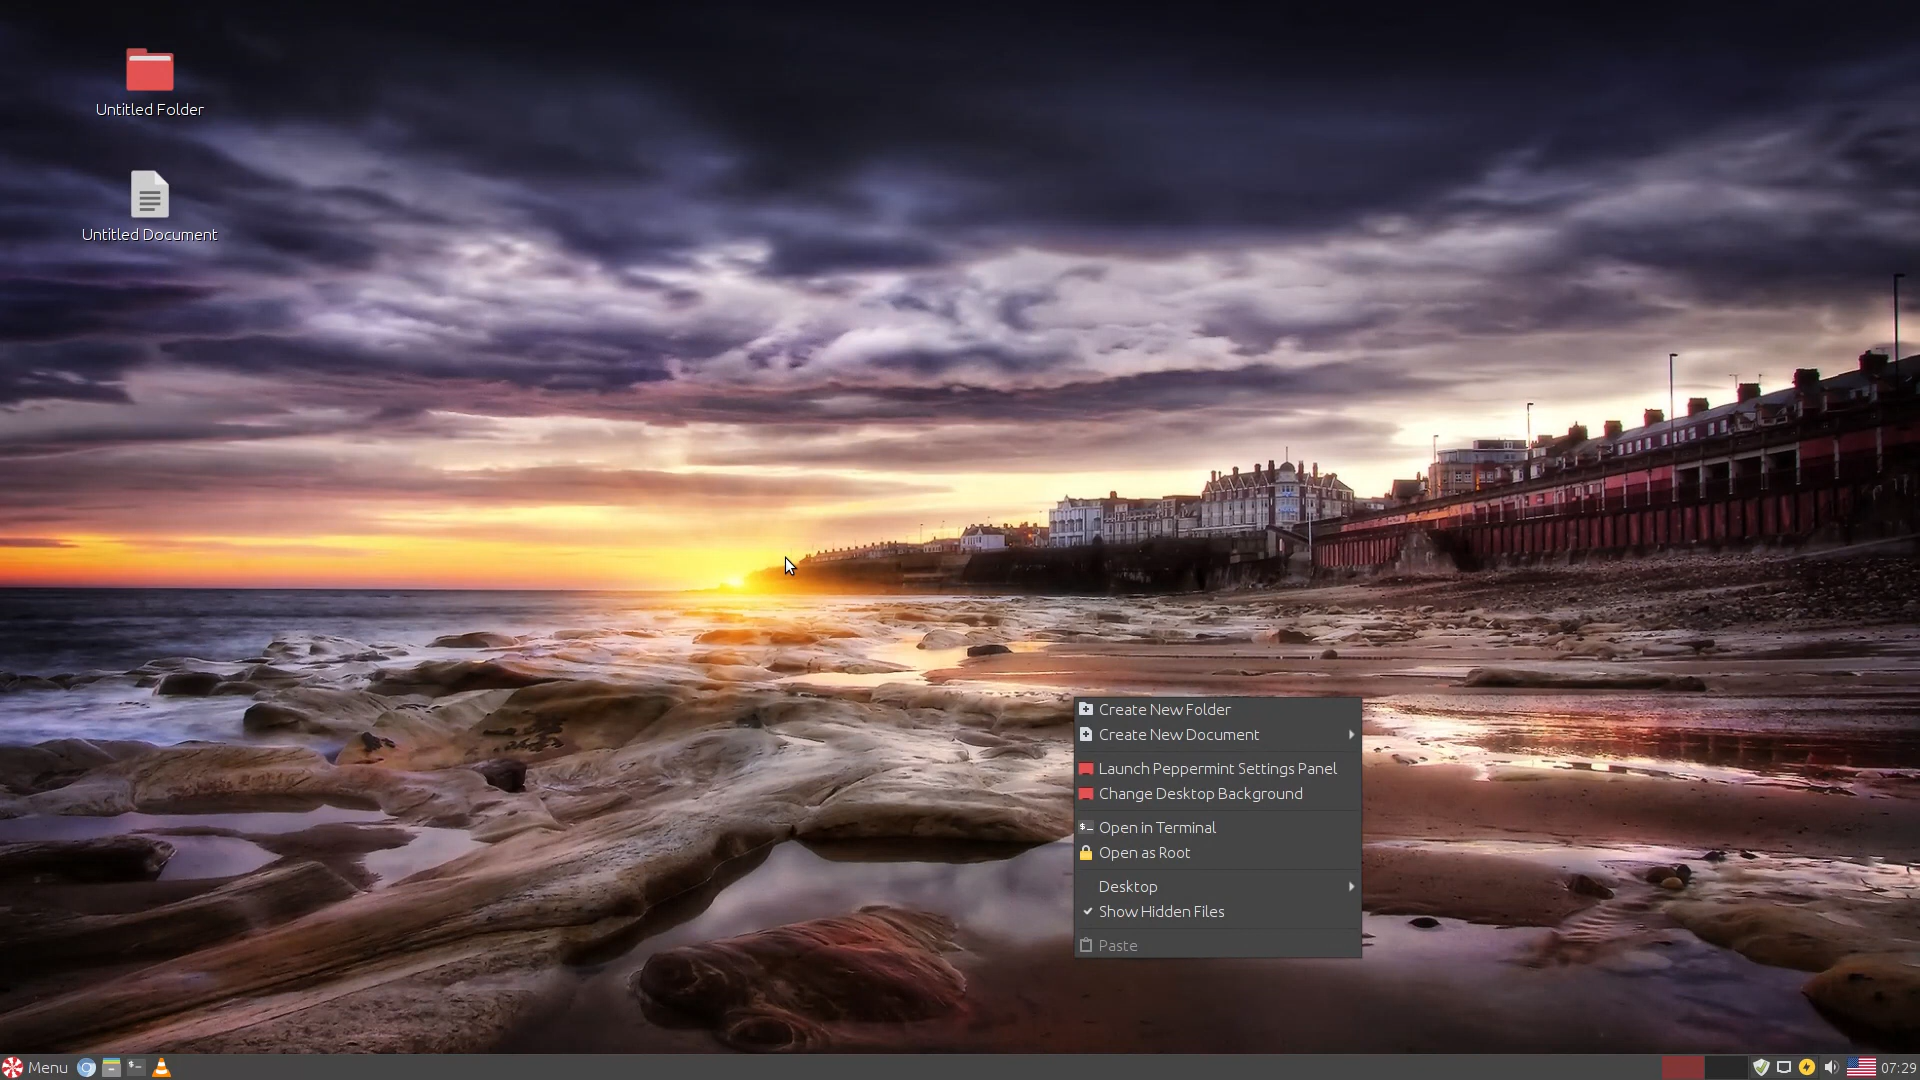 Untitled Folder
Untitled Document
Create New Folder
Create New Document
Launch Peppermint Settings Panel
Change Desktop Background
Open in Terminal
Open as Root
Desktop
Show Hidden Files
Paste
Menu
07:29